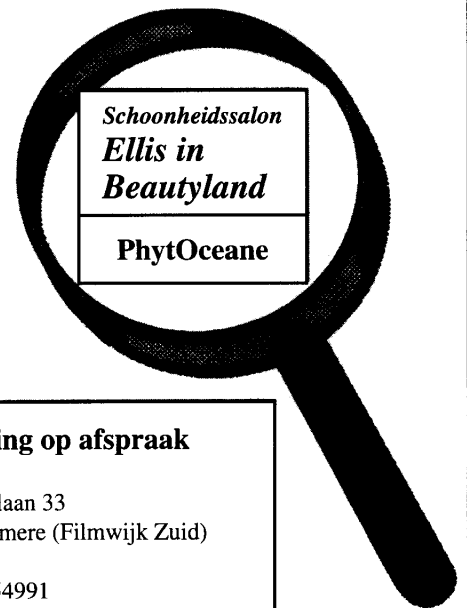 Schoonheidssalon
Ellis in
Beautyland
PhytOceane
ing op afspraak
laan 33
mere (Filmwijk Zuid)
4991